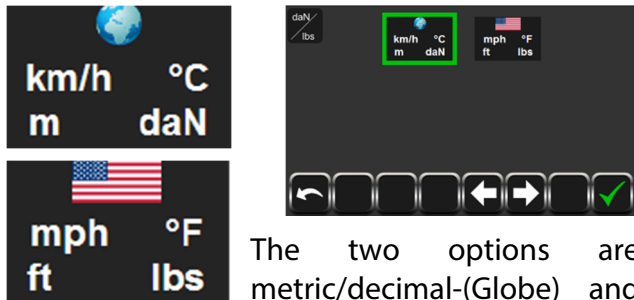 km/h °C
m daN
mph °F
ft lbs
daN/
lbs
km/h °C
m daN
mph °F
ft lbs
The two options are
metric/decimal-(Globe) and